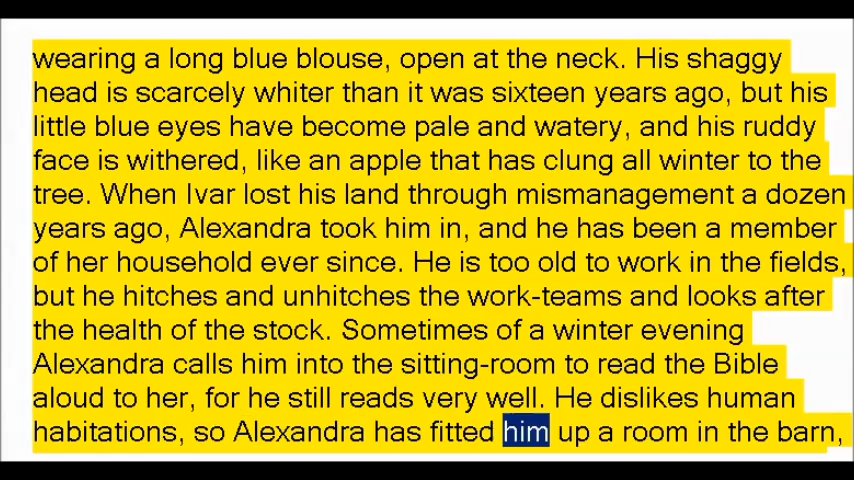 wearing a long blue blouse, open at the neck. His shaggy
head is scarcely whiter than it was sixteen years ago, but his
little blue eyes have become pale and watery, and his ruddy
face is withered, like an apple that has clung all winter to the
tree. When Ivar lost his land through mismanagement a dozen
years ago, Alexandra took him in, and he has been a member
of her household ever since. He is too old to work in the fields,
but he hitches and unhitches the work-teams and looks after
the health of the stock. Sometimes of a winter evening
Alexandra calls him into the sitting-room to read the Bible
aloud to her, for he still reads very well. He dislikes human
habitations, so Alexandra has fitted him up a room in the barn,